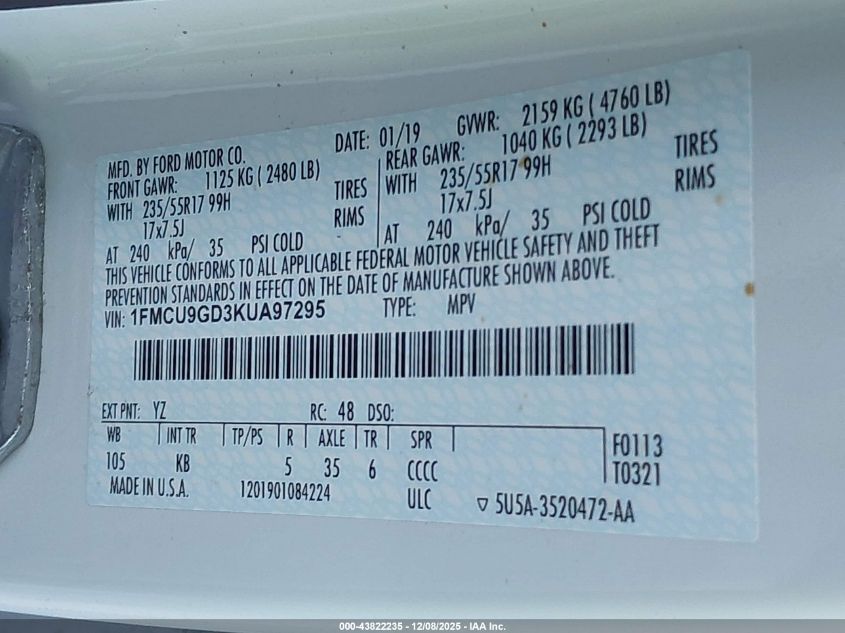 MFD. BY FORD MOTOR CO. DATE: 01/19 GVWR: 2159 KG ( 4760 LB)
FRONT GAWR: 1125 KG ( 2480 LB) REAR GAWR: 1040 KG ( 2293 LB)
WITH 235/55R17 99H TIRES WITH 235/55R17 99H TIRES
17x7.5J RIMS 17x7.5J RIMS
AT 240 kPa/ 35 PSI COLD AT 240 kPa/ 35 PSI COLD
THIS VEHICLE CONFORMS TO ALL APPLICABLE FEDERAL MOTOR VEHICLE SAFETY AND THEFT
PREVENTION STANDARDS IN EFFECT ON THE DATE OF MANUFACTURE SHOWN ABOVE.
VIN: 1FMCU9GD3KUA97295 TYPE: MPV
EXT PNT: YZ RC: 48 DSO:
WB INT TR TP/PS R AXLE TR SPR F0113
105 KB 5 35 6 CCCC T0321
MADE IN U.S.A. 1201901084224 ULC ▽ 5U5A-3520472-AA
000-43822235 - 12/08/2025 - IAA Inc.